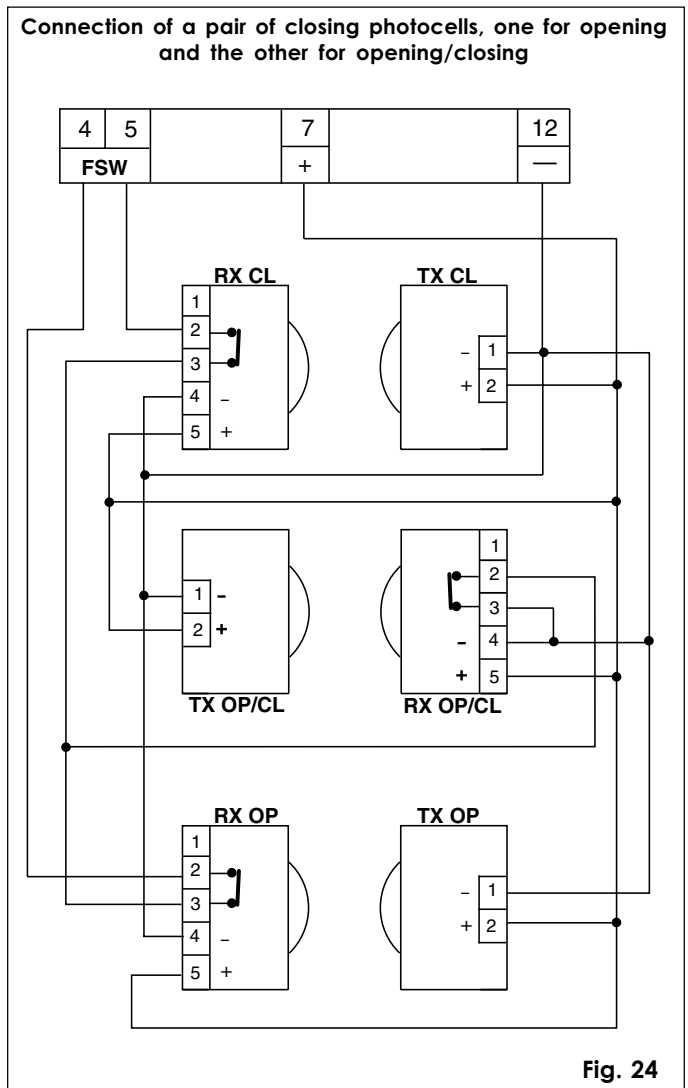 Connection of a pair of closing photocells, one for opening
and the other for opening/closing
4 5 7 12
FSW + —
RX CL TX CL
1
2
3
4 -
5 +
- 1
+ 2
1 -
2 +
TX OP/CL
1
2
3
- 4
+ 5
RX OP/CL
RX OP TX OP
1
2
3
4 -
5 +
- 1
+ 2
Fig. 24